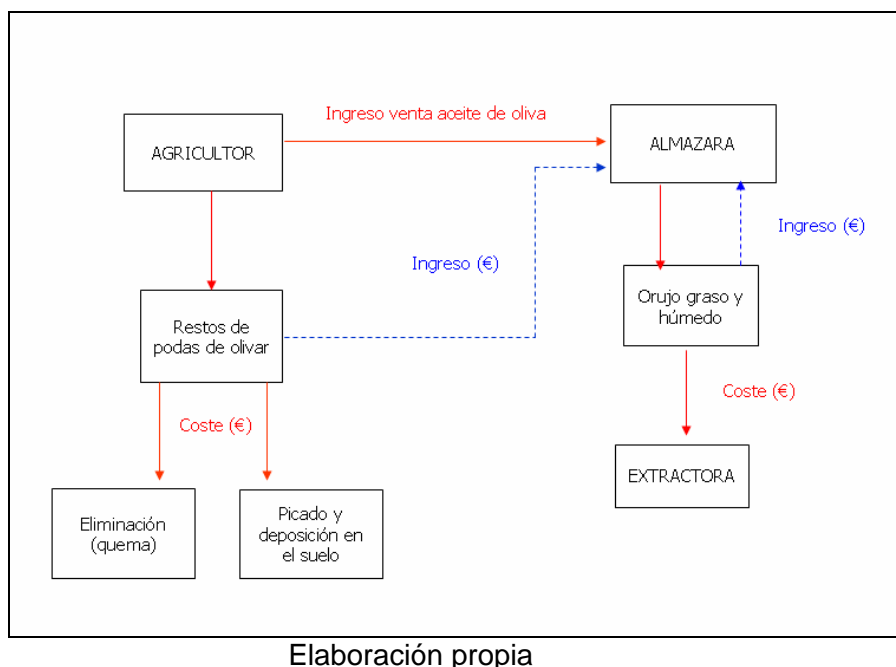 Ingreso venta aceite de oliva
AGRICULTOR
ALMAZARA
Ingreso (€)
Ingreso (€)
Restos de
podas de olivar
Orujo graso y
húmedo
Coste (€)
Coste (€)
EXTRACTORA
Eliminación
(quema)
Picado y
deposición en
el suelo
Elaboración propia